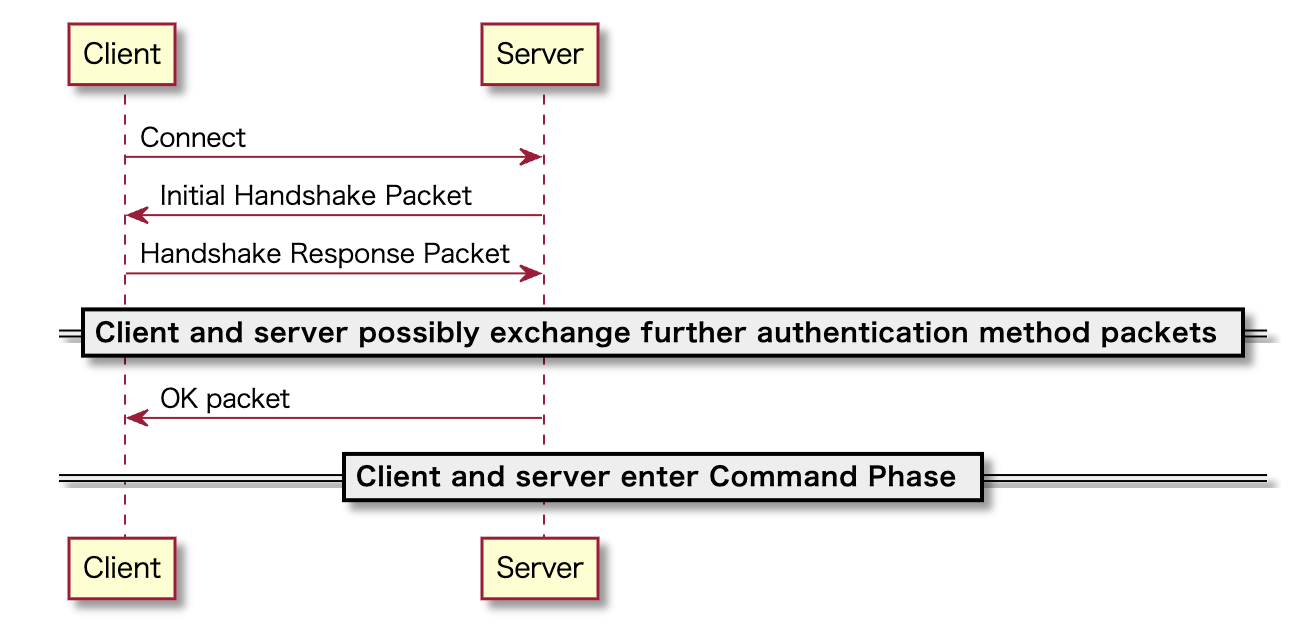 Client
Server
Connect
Initial Handshake Packet
Handshake Response Packet
Client and server possibly exchange further authentication method packets
OK packet
Client and server enter Command Phase
Client
Server